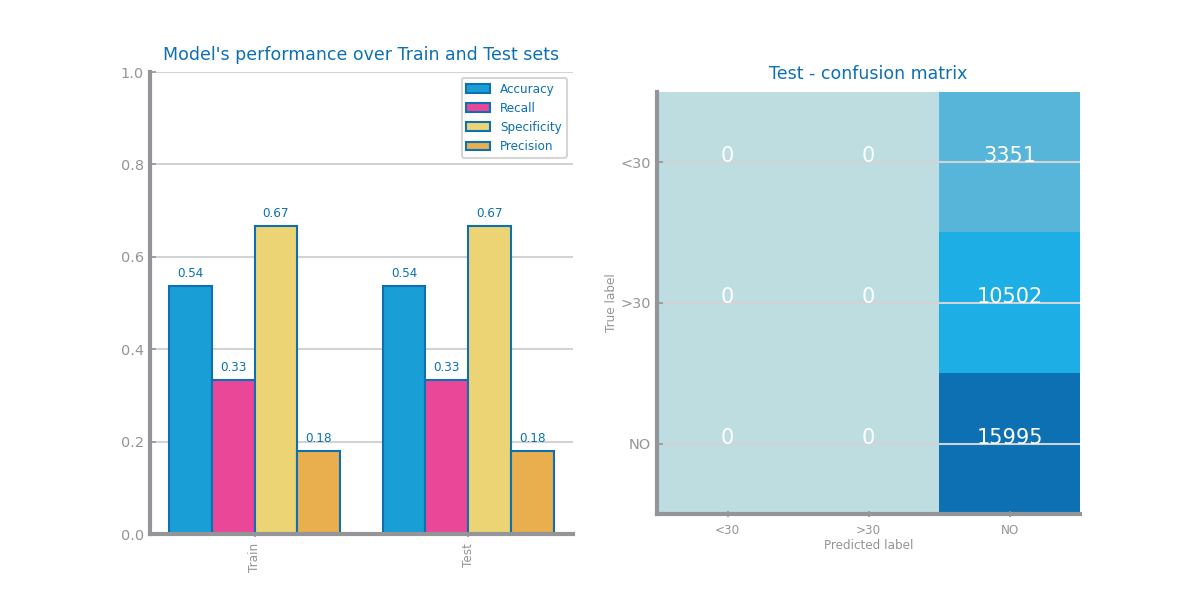 Model's performance over Train and Test sets
1.0
0.8
0.6
0.4
0.2
0.0
Accuracy
Recall
Specificity
Precision
0.54
0.33
0.67
0.18
0.54
0.33
0.67
0.18
Train
Test
Test - confusion matrix
True label
<30
0
0
3351
>30
0
0
10502
NO
0
0
15995
<30
>30
NO
Predicted label